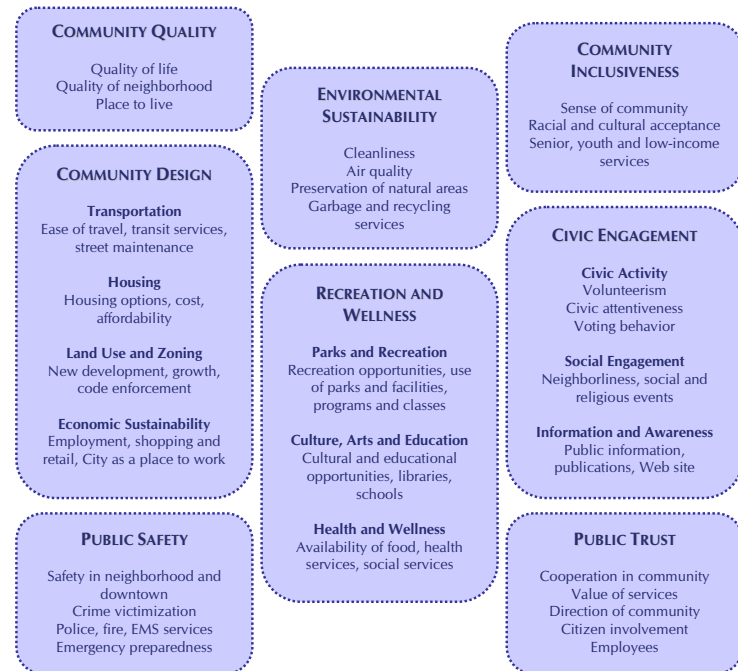 COMMUNITY QUALITY
Quality of life
Quality of neighborhood
Place to live
COMMUNITY DESIGN
Transportation
Ease of travel, transit services,
street maintenance
Housing
Housing options, cost,
affordability
Land Use and Zoning
New development, growth,
code enforcement
Economic Sustainability
Employment, shopping and
retail, City as a place to work
PUBLIC SAFETY
Safety in neighborhood and
downtown
Crime victimization
Police, fire, EMS services
Emergency preparedness
ENVIRONMENTAL
SUSTAINABILITY
Cleanliness
Air quality
Preservation of natural areas
Garbage and recycling
services
RECREATION AND
WELLNESS
Parks and Recreation
Recreation opportunities, use
of parks and facilities,
programs and classes
Culture, Arts and Education
Cultural and educational
opportunities, libraries,
schools
Health and Wellness
Availability of food, health
services, social services
COMMUNITY
INCLUSIVENESS
Sense of community
Racial and cultural acceptance
Senior, youth and low-income
services
CIVIC ENGAGEMENT
Civic Activity
Volunteerism
Civic attentiveness
Voting behavior
Social Engagement
Neighborliness, social and
religious events
Information and Awareness
Public information,
publications, Web site
PUBLIC TRUST
Cooperation in community
Value of services
Direction of community
Citizen involvement
Employees